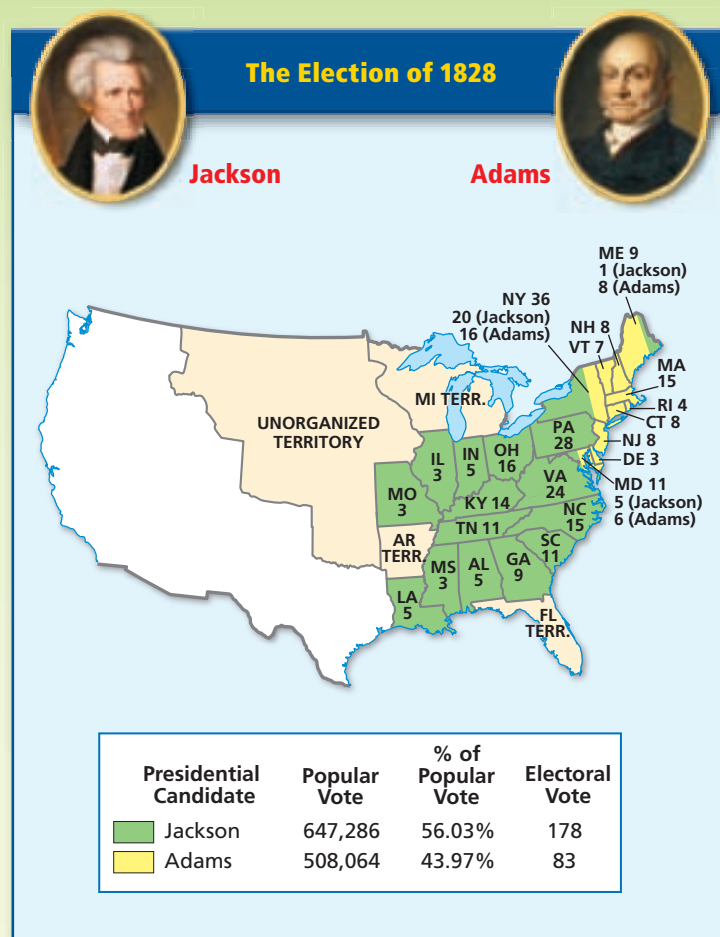 The Election of 1828
Jackson
Adams
ME 9
1 (Jackson)
8 (Adams)
NY 36
20 (Jackson)
16 (Adams)
NH 8
VT 7
MA
15
RI 4
CT 8
NJ 8
DE 3
MD 11
5 (Jackson)
6 (Adams)
MI TERR.
UNORGANIZED
TERRITORY
PA
28
OH
16
IN
5
IL
3
VA
24
MO
3
KY 14
NC
15
TN 11
SC
11
AR
TERR.
MS
3
AL
5
GA
9
LA
5
FL
TERR.
Presidential
Candidate
Popular
Vote
% of
Popular
Vote
Electoral
Vote
Jackson 647,286 56.03% 178
Adams 508,064 43.97% 83